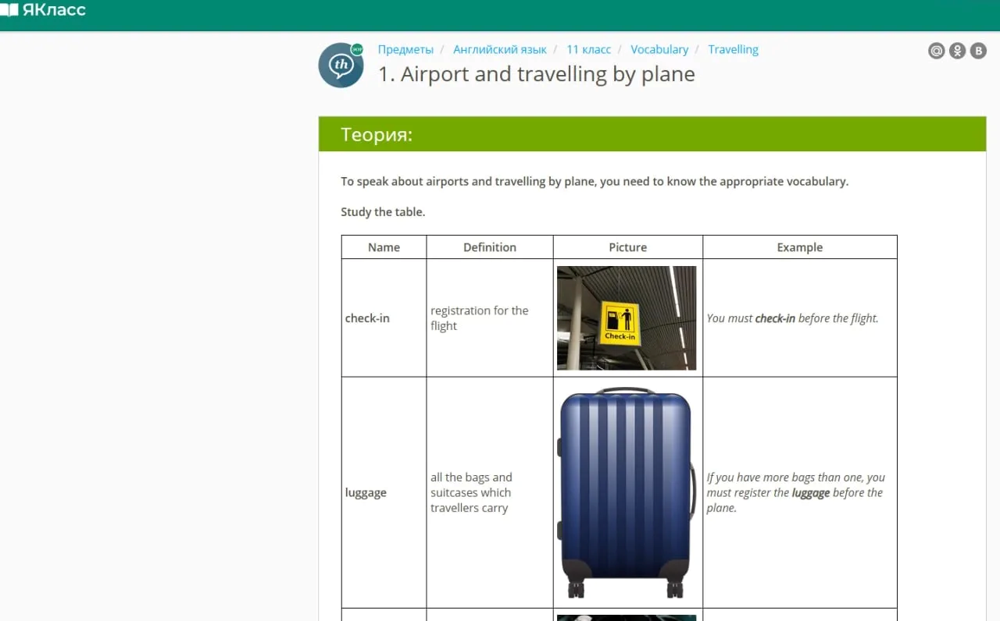 ЯКласс
Предметы / Английский язык / 11 класс / Vocabulary / Travelling
1. Airport and travelling by plane
Теория:
To speak about airports and travelling by plane, you need to know the appropriate vocabulary.
Study the table.
Name Definition Picture Example
check-in
registration for the
flight
Check-in
You must check-in before the flight.
luggage
all the bags and
suitcases which
travellers carry
If you have more bags than one, you
must register the luggage before the
plane.